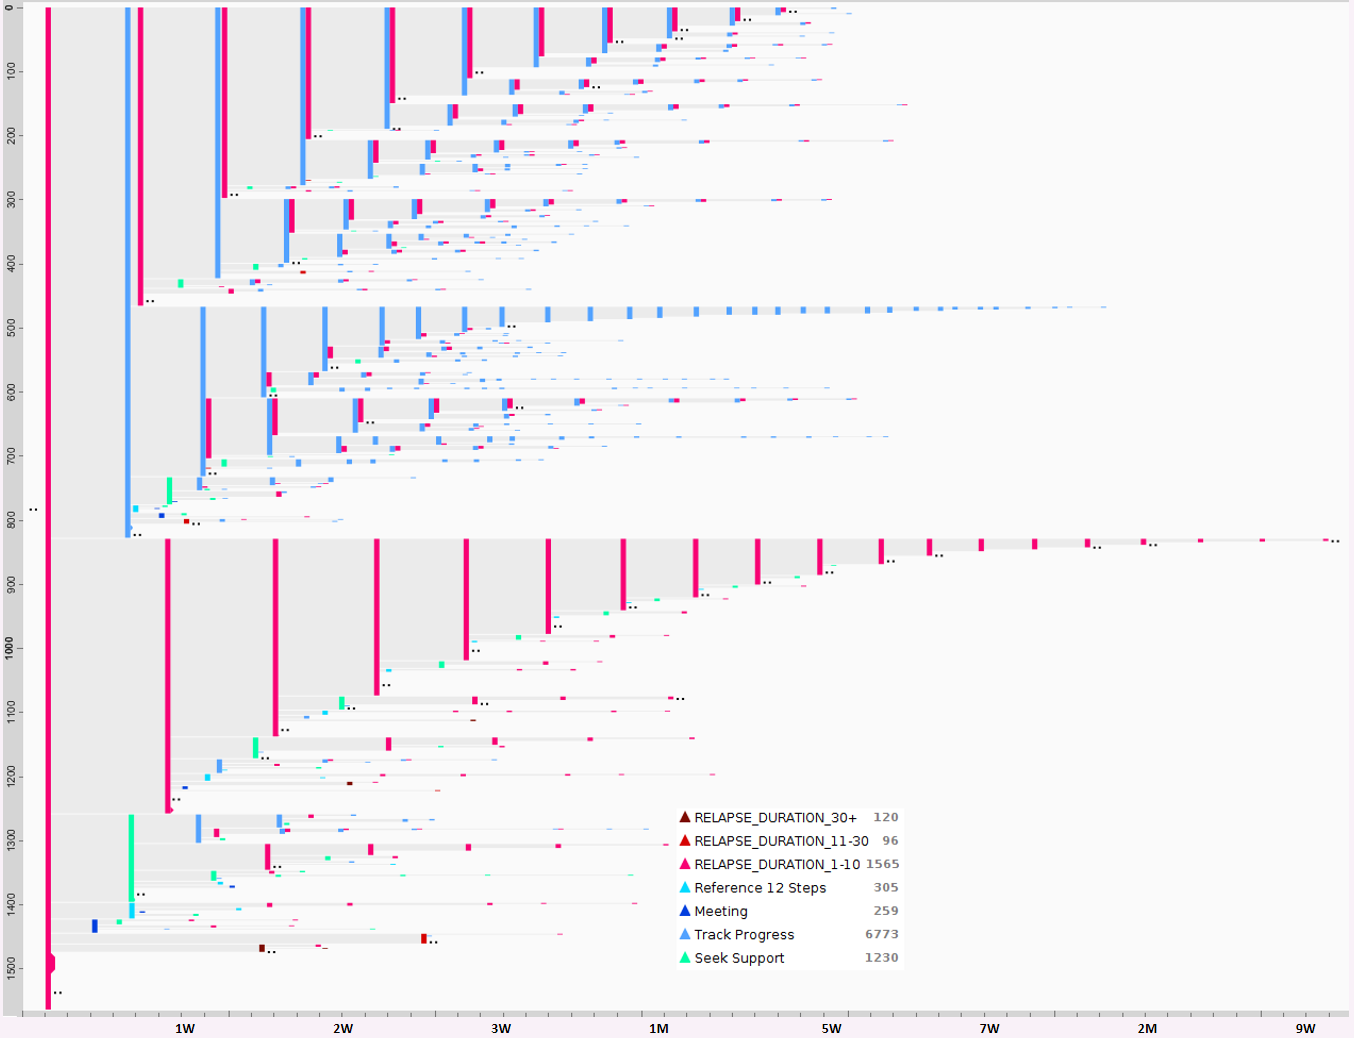 0
100
200
300
400
500
600
700
800
900
1000
1100
1200
1300
1400
1500
RELAPSE_DURATION_30+ 120
RELAPSE_DURATION_11-30 96
RELAPSE_DURATION_1-10 1565
Reference 12 Steps 305
Meeting 259
Track Progress 6773
Seek Support 1230
1W 2W 3W 1M 5W 7W 2M 9W